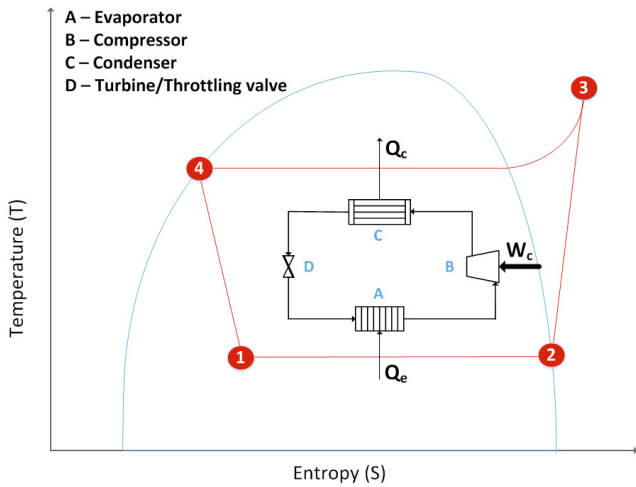 A – Evaporator
B – Compressor
C – Condenser
D – Turbine/Throttling valve
3
Qc
4
C
Wc
D
B
A
1
2
Qe
Temperature (T)
Entropy (S)